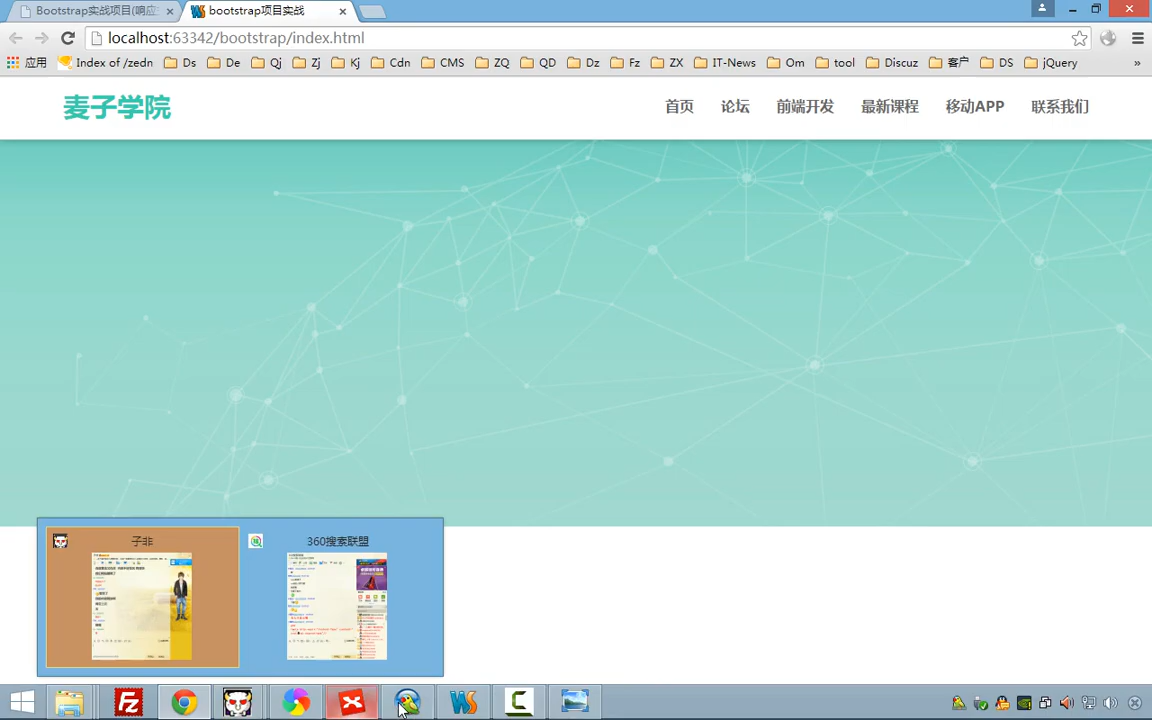 Bootstrap实战项目(响应
bootstrap项目实战
localhost:63342/bootstrap/index.html
应用 Index of /zedn Ds De Qj Zj Kj Cdn CMS ZQ QD Dz Fz ZX IT-News Om tool Discuz 客户 DS jQuery »
麦子学院
首页 论坛 前端开发 最新课程 移动APP 联系我们
子非 360搜索联盟